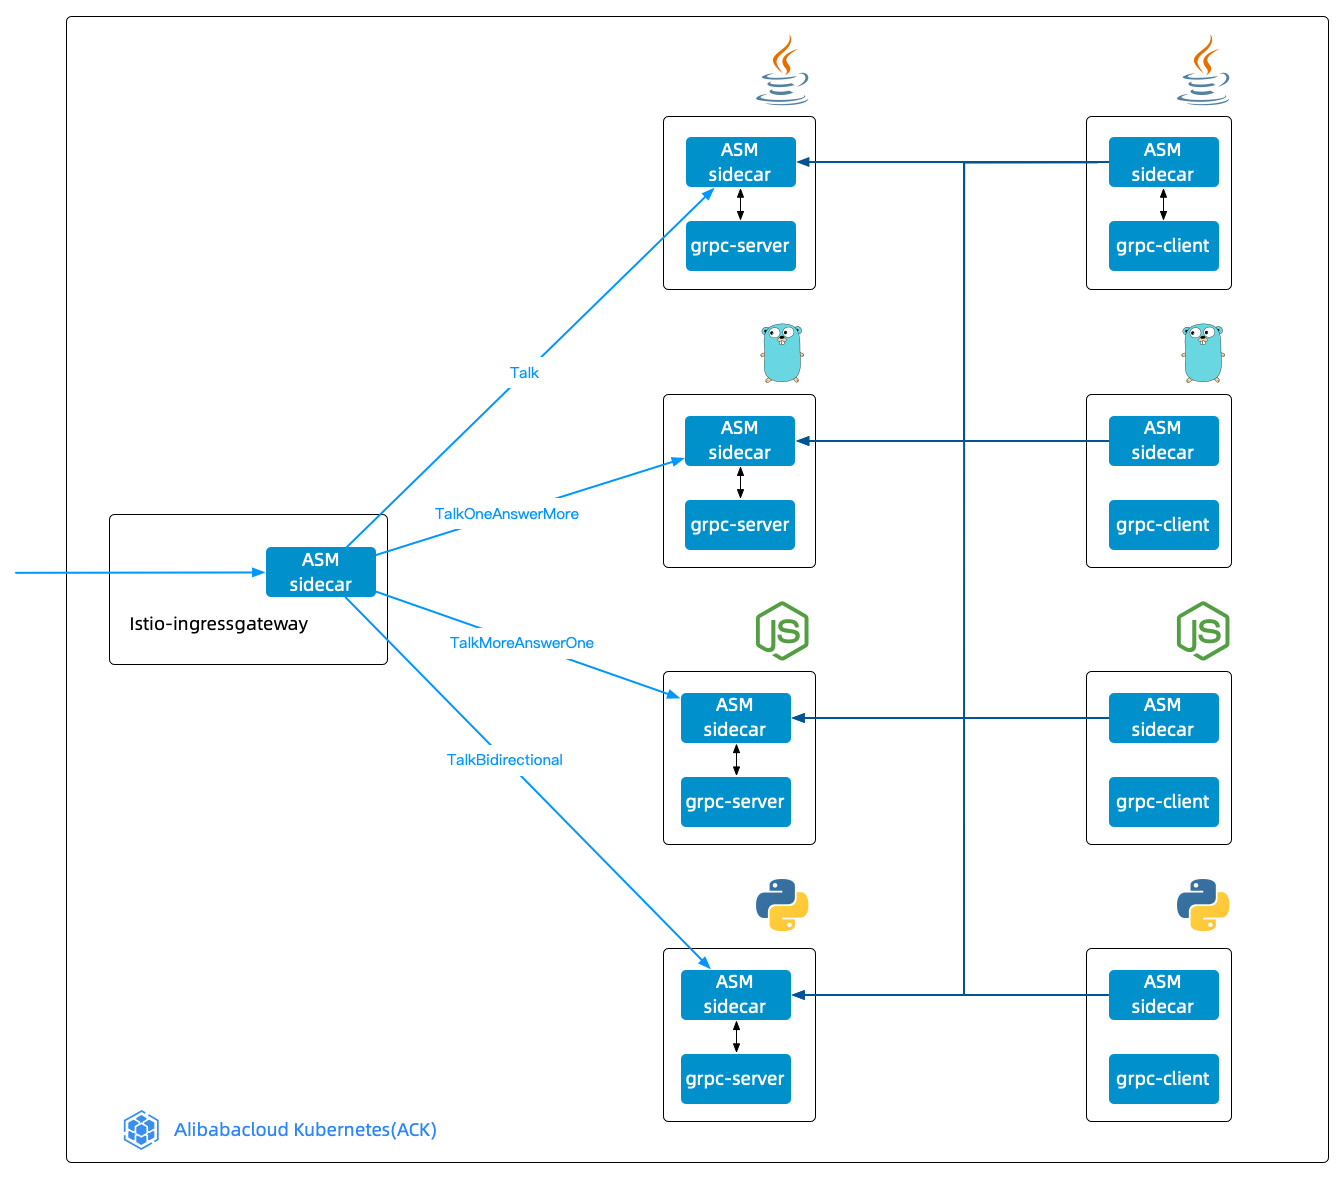 ASM
sidecar
grpc-server
ASM
sidecar
grpc-client
Talk
ASM
sidecar
grpc-server
ASM
sidecar
grpc-client
TalkOneAnswerMore
ASM
sidecar
Istio-ingressgateway
TalkMoreAnswerOne
JS
JS
ASM
sidecar
grpc-server
ASM
sidecar
grpc-client
TalkBidirectional
ASM
sidecar
grpc-server
ASM
sidecar
grpc-client
Alibabacloud Kubernetes(ACK)